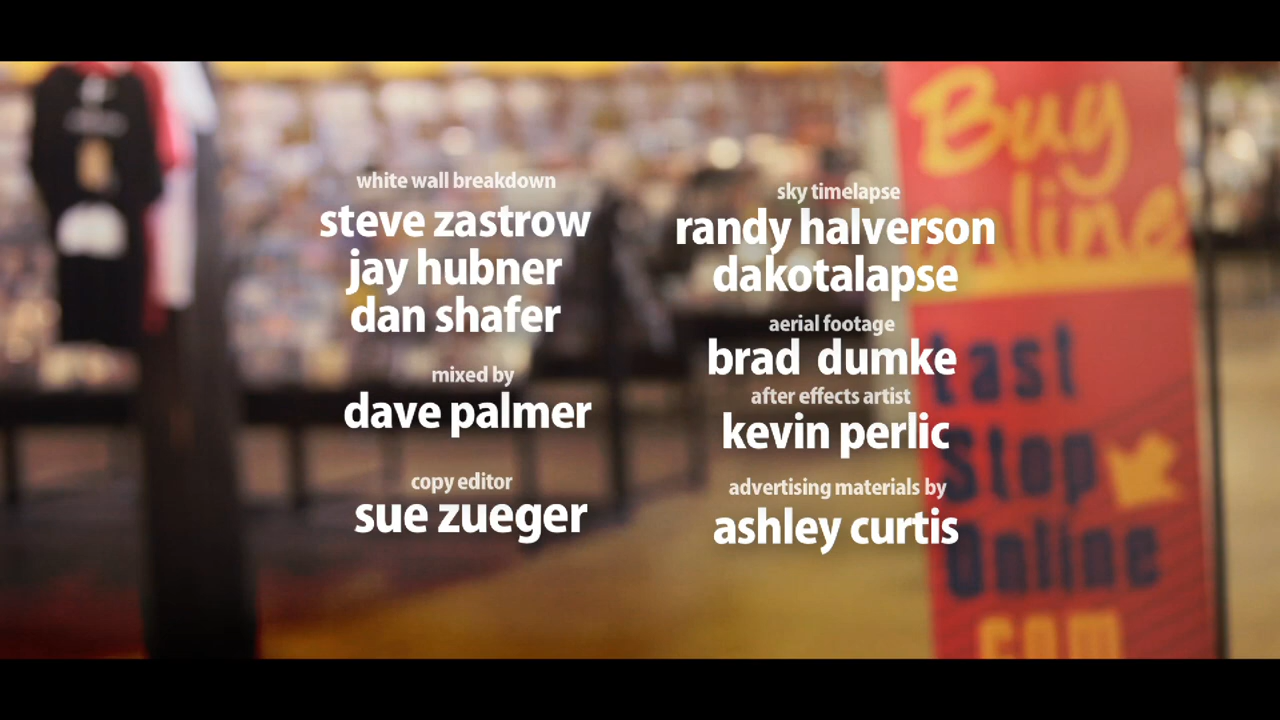 white wall breakdown
steve zastrow
jay hubner
dan shafer
mixed by
dave palmer
copy editor
sue zueger
sky timelapse
randy halverson
dakotalapse
aerial footage
brad dumke
after effects artist
kevin perlic
advertising materials by
ashley curtis
Buy
online
Last
Stop
Online
com